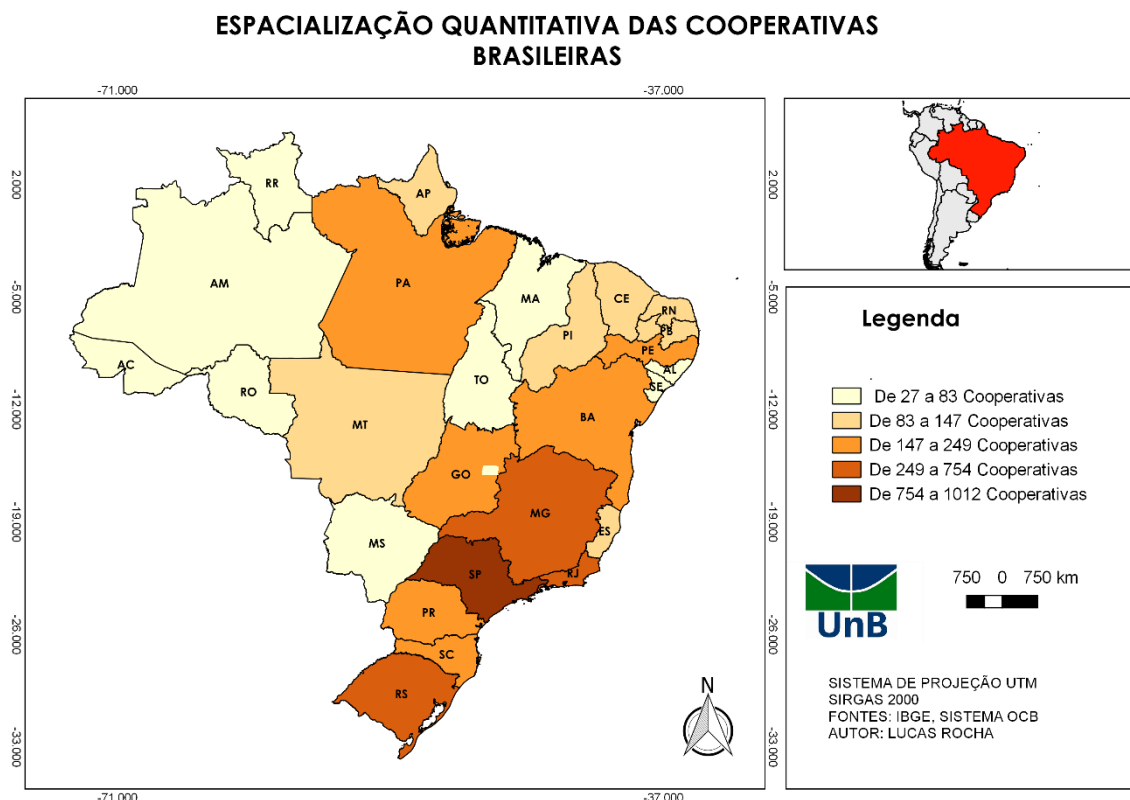 ESPACIALIZAÇÃO QUANTITATIVA DAS COOPERATIVAS
BRASILEIRAS
-71.000
-37.000
2.000
2.000
-5.000
-5.000
-12.000
-12.000
-19.000
-19.000
-26.000
-26.000
-33.000
-33.000
RR
AP
AM
PA
MA
CE
RN
PB
PI
PE
AC
AL
TO
SE
RO
BA
MT
GO
MG
ES
MS
SP
RJ
PR
SC
RS
N
-71.000
-37.000
Legenda
De 27 a 83 Cooperativas
De 83 a 147 Cooperativas
De 147 a 249 Cooperativas
De 249 a 754 Cooperativas
De 754 a 1012 Cooperativas
UnB
750 0 750 km
SISTEMA DE PROJEÇÃO UTM
SIRGAS 2000
FONTES: IBGE, SISTEMA OCB
AUTOR: LUCAS ROCHA